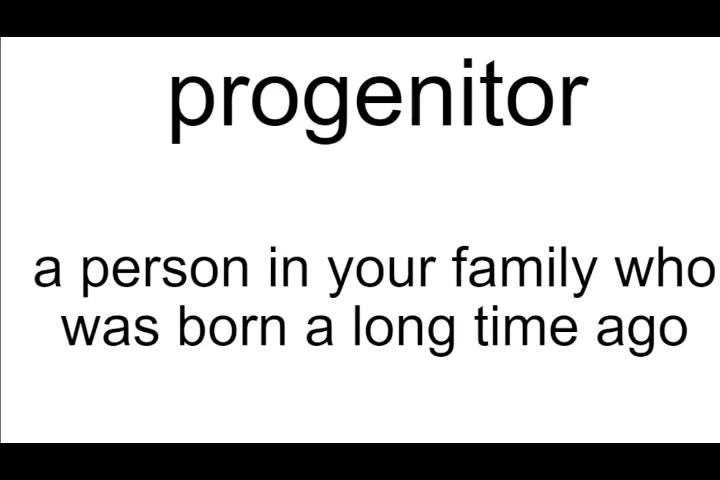 progenitor
a person in your family who
was born a long time ago